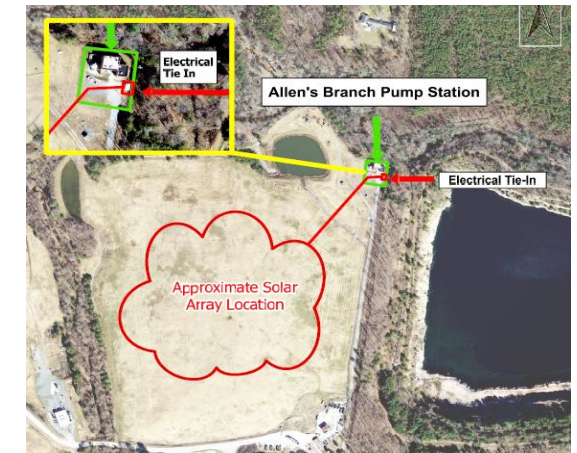 Electrical
Tie In
Allen's Branch Pump Station
Electrical Tie-In
Approximate Solar
Array Location